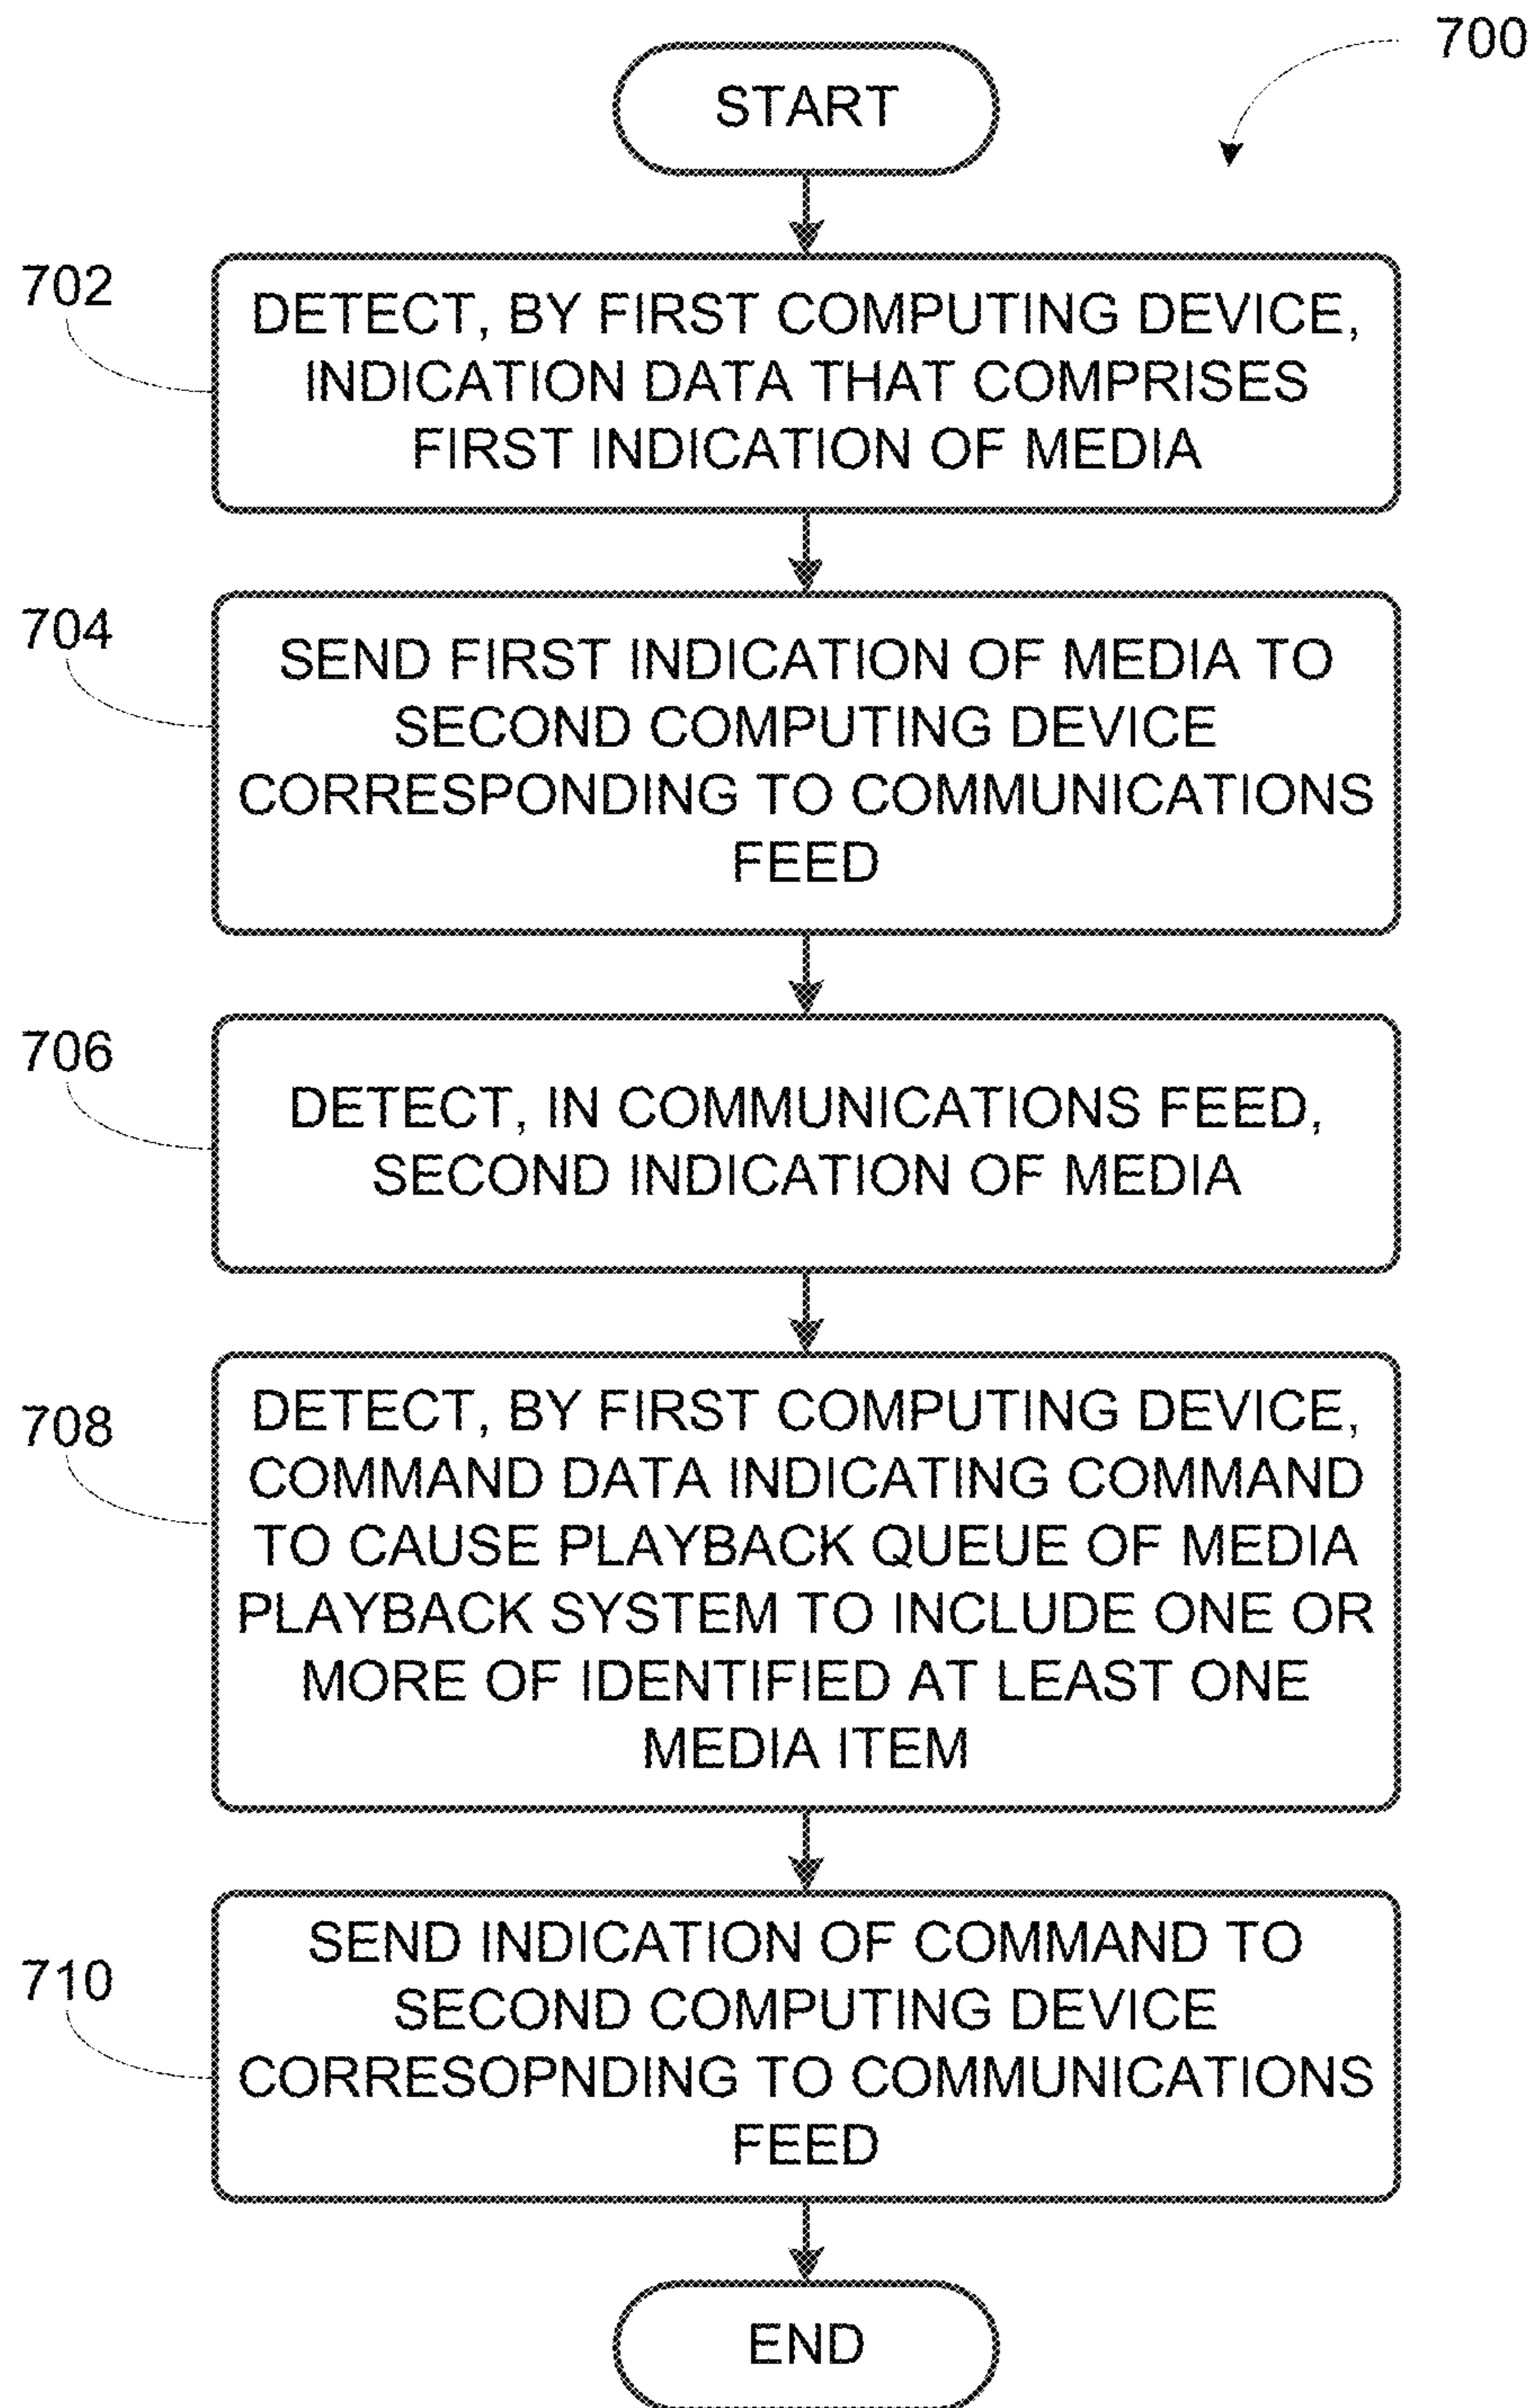 700
START
702
DETECT, BY FIRST COMPUTING DEVICE,
INDICATION DATA THAT COMPRISES
FIRST INDICATION OF MEDIA
704
SEND FIRST INDICATION OF MEDIA TO
SECOND COMPUTING DEVICE
CORRESPONDING TO COMMUNICATIONS
FEED
706
DETECT, IN COMMUNICATIONS FEED,
SECOND INDICATION OF MEDIA
708
DETECT, BY FIRST COMPUTING DEVICE,
COMMAND DATA INDICATING COMMAND
TO CAUSE PLAYBACK QUEUE OF MEDIA
PLAYBACK SYSTEM TO INCLUDE ONE OR
MORE OF IDENTIFIED AT LEAST ONE
MEDIA ITEM
710
SEND INDICATION OF COMMAND TO
SECOND COMPUTING DEVICE
CORRESOPNDING TO COMMUNICATIONS
FEED
END